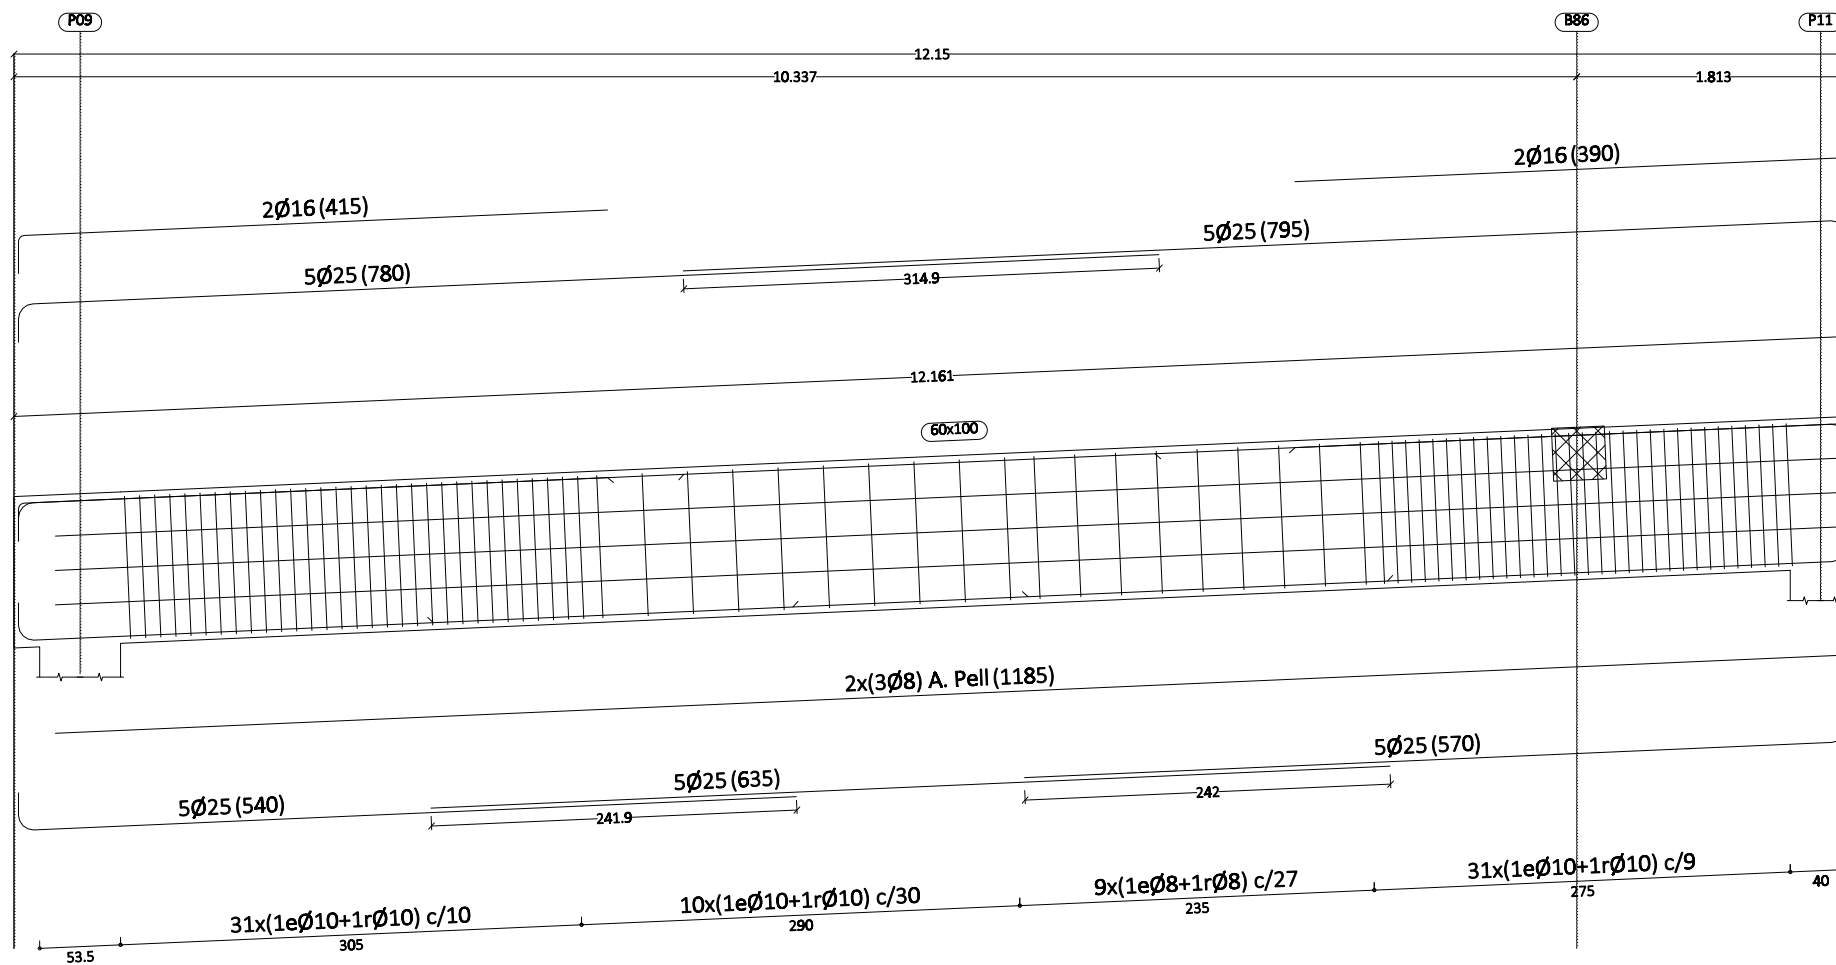 P09
B86
P11
12.15
10.337
1.813
2Ø16 (390)
2Ø16 (415)
5Ø25 (795)
5Ø25 (780)
314.9
12.161
60x100
2x(3Ø8) A. Pell (1185)
5Ø25 (570)
5Ø25 (635)
242
5Ø25 (540)
241.9
31x(1eØ10+1rØ10) c/9
9x(1eØ8+1rØ8) c/27
275
40
10x(1eØ10+1rØ10) c/30
235
31x(1eØ10+1rØ10) c/10
290
305
53.5